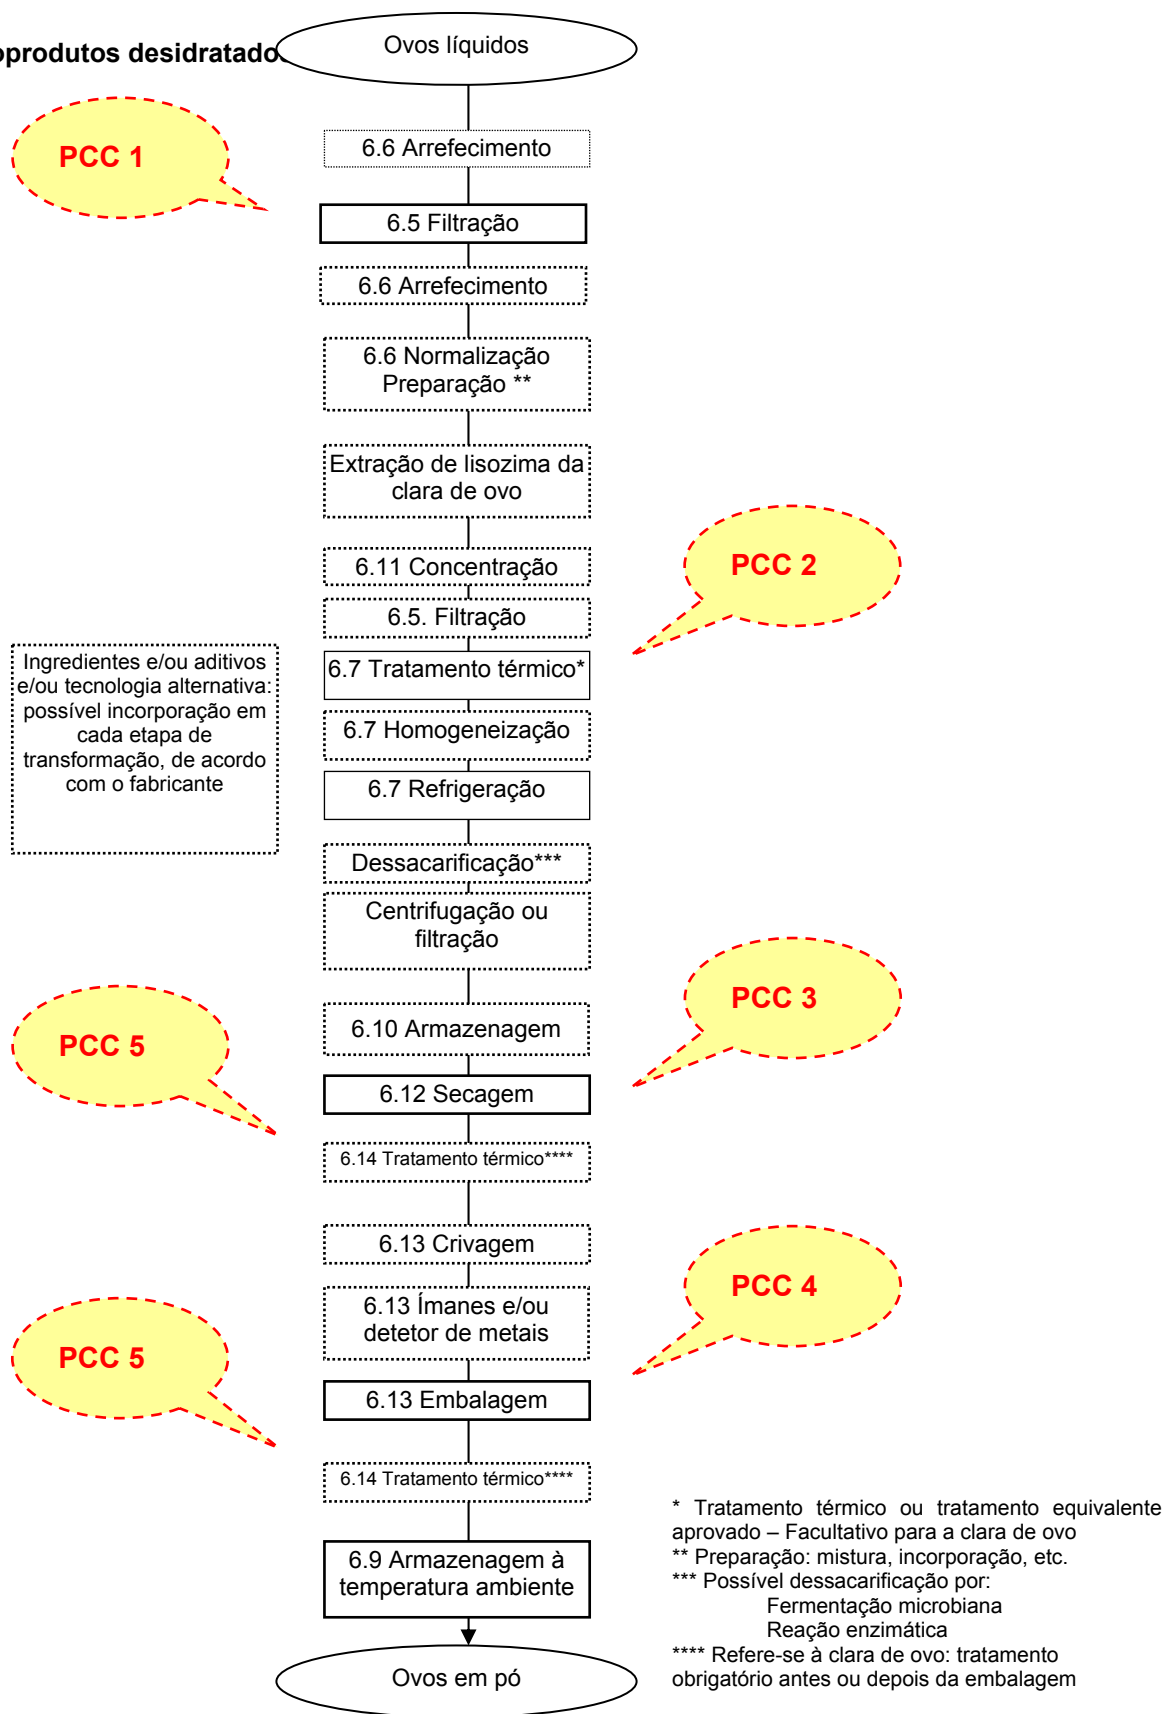 Ovos líquidos
oprodutos desidratado
PCC 1
6.6 Arrefecimento
6.5 Filtração
6.6 Arrefecimento
6.6 Normalização
Preparação **
Extração de lisozima da
clara de ovo
PCC 2
6.11 Concentração
6.5. Filtração
Ingredientes e/ou aditivos
e/ou tecnologia alternativa:
possível incorporação em
cada etapa de
transformação, de acordo
com o fabricante
6.7 Tratamento térmico*
6.7 Homogeneização
6.7 Refrigeração
Dessacarificação***
Centrifugação ou
filtração
PCC 3
6.10 Armazenagem
PCC 5
6.12 Secagem
6.14 Tratamento térmico****
6.13 Crivagem
PCC 4
6.13 Ímanes e/ou
detetor de metais
PCC 5
6.13 Embalagem
6.14 Tratamento térmico****
6.9 Armazenagem à
temperatura ambiente
Ovos em pó
* Tratamento térmico ou tratamento equivalente
aprovado – Facultativo para a clara de ovo
** Preparação: mistura, incorporação, etc.
*** Possível dessacarificação por:
Fermentação microbiana
Reação enzimática
**** Refere-se à clara de ovo: tratamento
obrigatório antes ou depois da embalagem